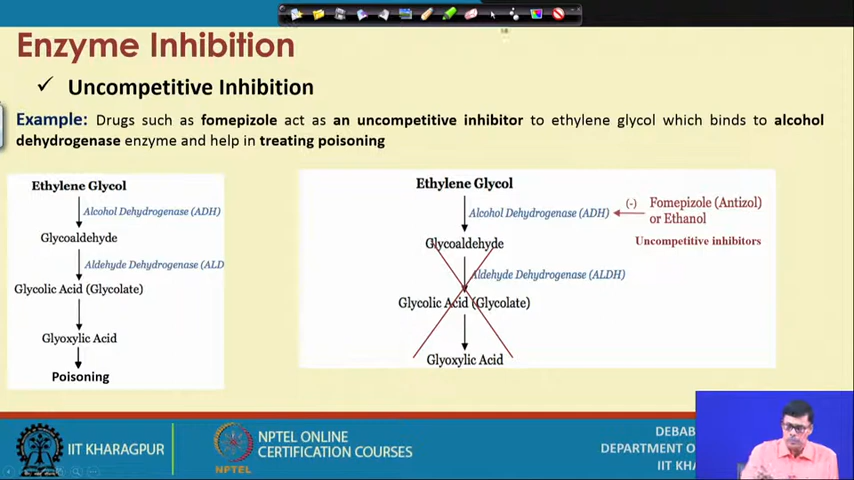 Enzyme Inhibition
✓ Uncompetitive Inhibition
Example: Drugs such as fomepizole act as an uncompetitive inhibitor to ethylene glycol which binds to alcohol
dehydrogenase enzyme and help in treating poisoning
Ethylene Glycol
Alcohol Dehydrogenase (ADH)
Glycoaldehyde
Aldehyde Dehydrogenase (ALD
Glycolic Acid (Glycolate)
Glyoxylic Acid
Poisoning
Ethylene Glycol
Alcohol Dehydrogenase (ADH)
(-) Fomepizole (Antizol)
or Ethanol
Uncompetitive inhibitors
Glycoaldehyde
Aldehyde Dehydrogenase (ALDH)
Glycolic Acid (Glycolate)
Glyoxylic Acid
IIT KHARAGPUR
NPTEL
NPTEL ONLINE
CERTIFICATION COURSES
DEBAB
DEPARTMENT O
IIT KHA